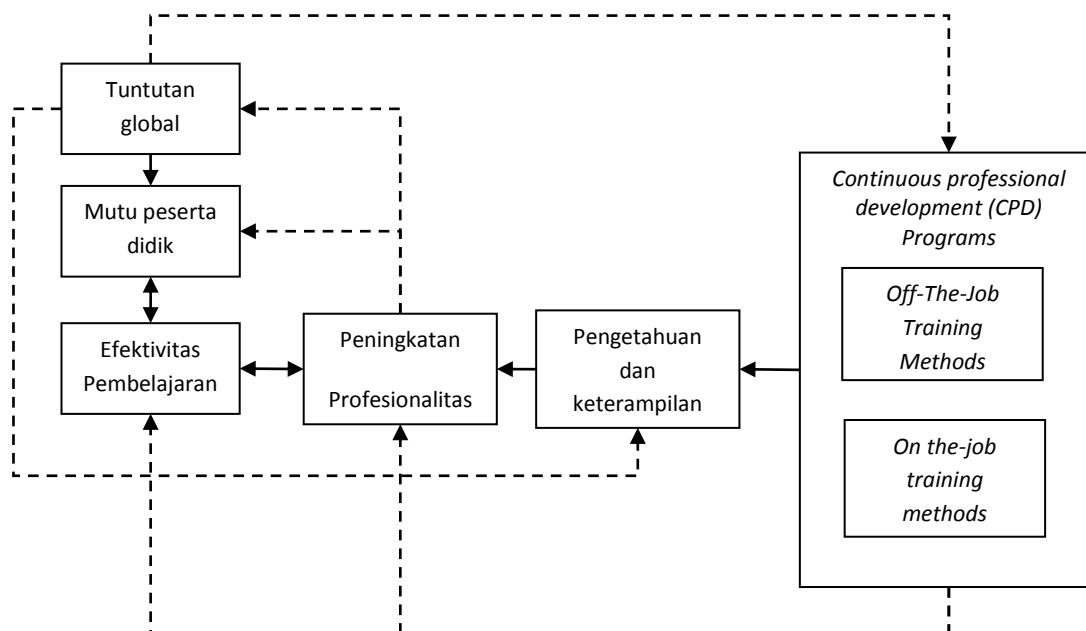 Tuntutan
global
Mutu peserta
didik
Efektivitas
Pembelajaran
Peningkatan
Profesionalitas
Pengetahuan
dan
keterampilan
Continuous professional
development (CPD)
Programs
Off-The-Job
Training
Methods
On the-job
training
methods